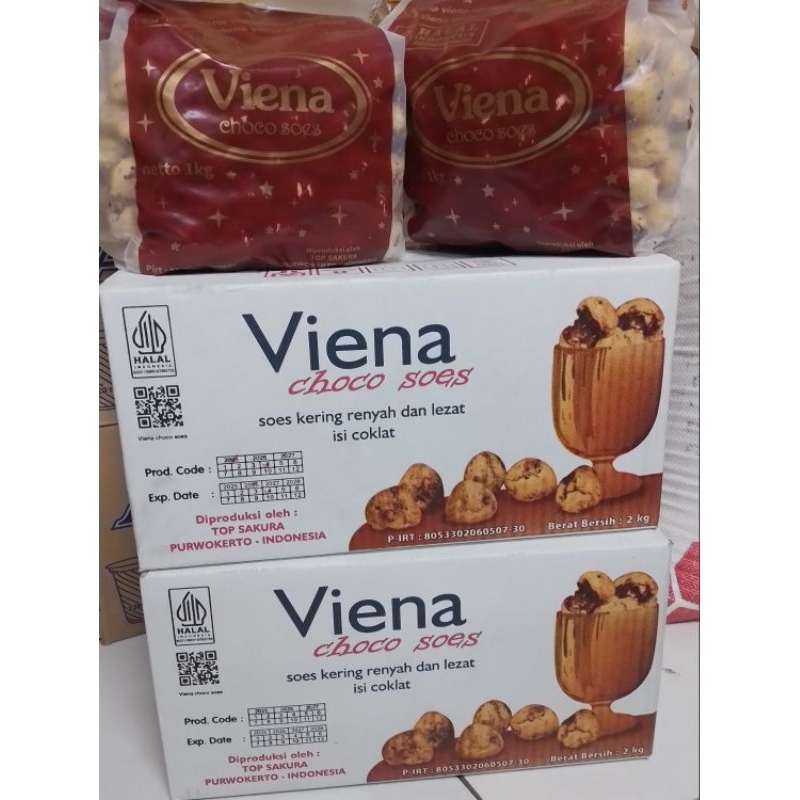 Viena
choco soes
netto 1kg
Diproduksi oleh
TOP SAKURA
Viena
choco soes
1kg
Diproduksi oleh
HALAL
INDONESIA
Viena choco soes
Viena
choco soes
soes kering renyah dan lezat
isi coklat
Prod. Code :
Exp. Date :
Diproduksi oleh :
TOP SAKURA
PURWOKERTO - INDONESIA
P-IRT : 8053302060507-30
Berat Bersih : 2 kg
HALAL
INDONESIA
Viena choco soes
Viena
choco soes
soes kering renyah dan lezat
isi coklat
Prod. Code :
Exp. Date :
Diproduksi oleh :
TOP SAKURA
PURWOKERTO - INDONESIA
P-IRT : 8053302060507-30
Berat Bersih : 2 kg